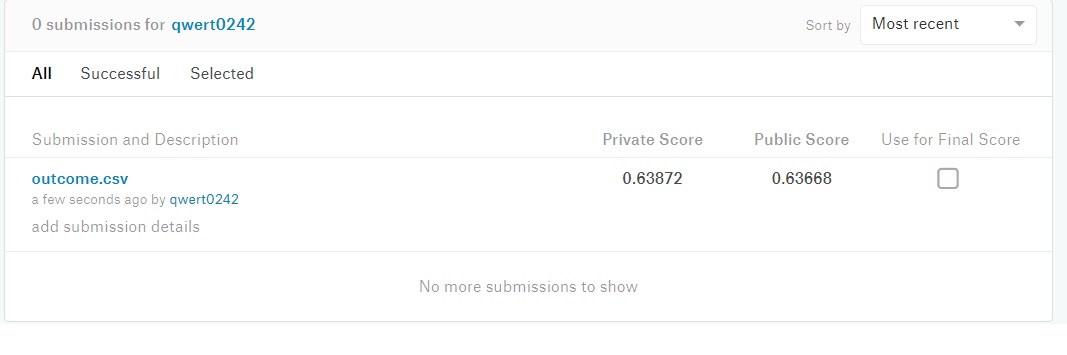 0 submissions for qwert0242 Sort by Most recent
All Successful Selected
Submission and Description Private Score Public Score Use for Final Score
outcome.csv 0.63872 0.63668
a few seconds ago by qwert0242
add submission details
No more submissions to show